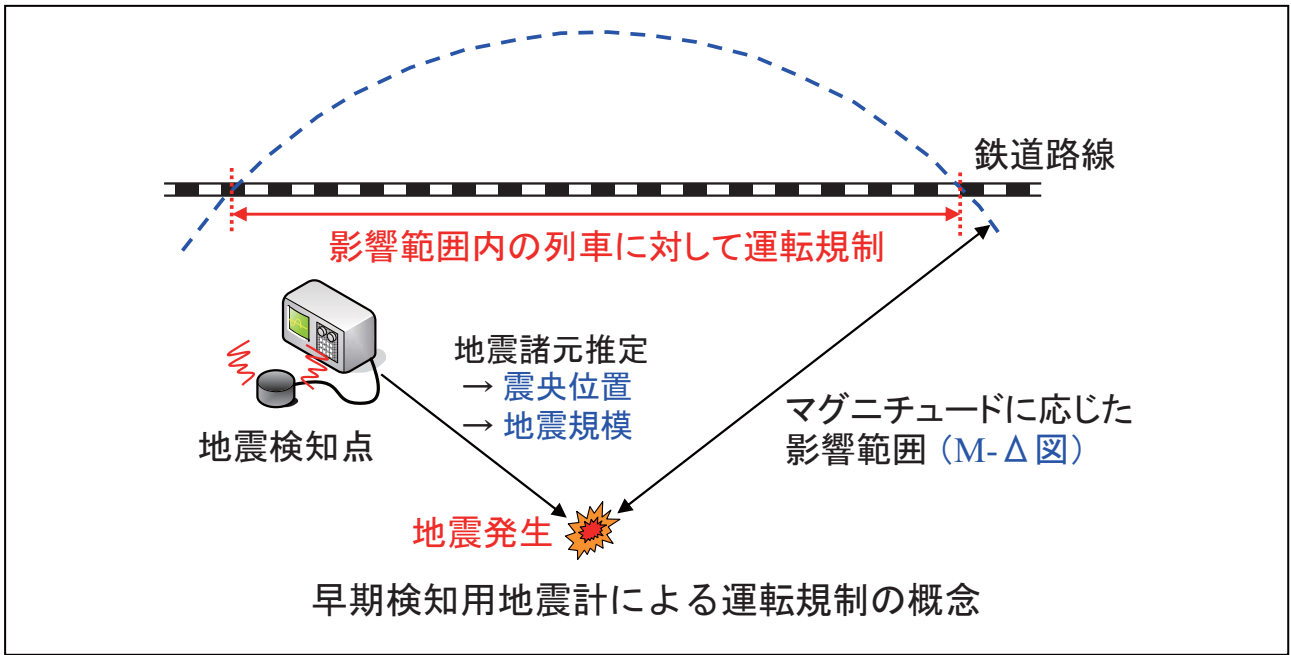 鉄道路線
影響範囲内の列車に対して運転規制
地震諸元推定
→ 震央位置
→ 地震規模
地震検知点
マグニチュードに応じた
影響範囲（M-Δ図）
地震発生
早期検知用地震計による運転規制の概念